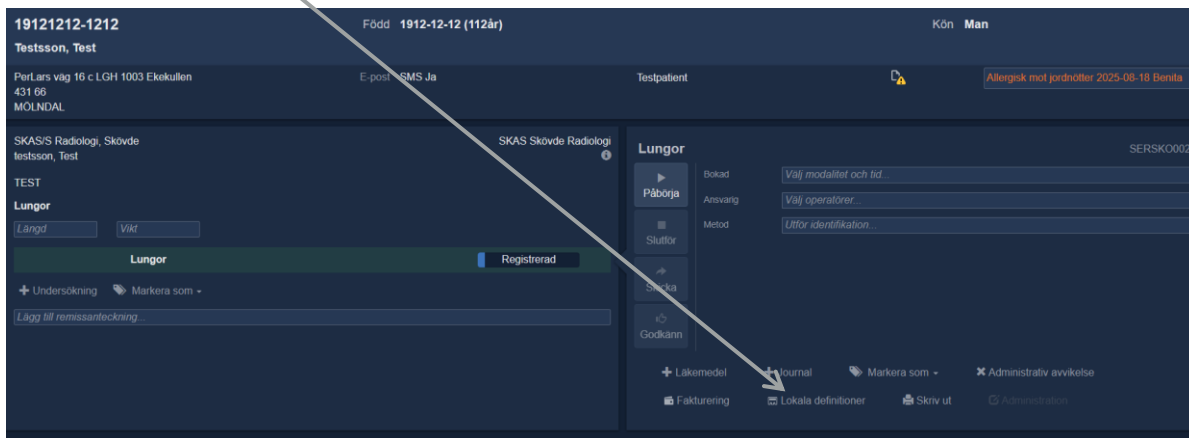 19121212-1212 Född 1912-12-12 (112år) Kön Man
Testsson, Test
PerLars väg 16 c LGH 1003 Ekekullen E-post SMS Ja Testpatient Allergisk mot jordnötter 2025-08-18 Benita
431 66
MÖLNDAL
SKAS/S Radiologi, Skövde SKAS Skövde Radiologi
testsson, Test
TEST
Lungor
Längd Vikt
Lungor Registrerad
Undersökning Markera som
Lägg till remissanteckning...
Lungor SERSKO002
Påbörja
Slutför
Skicka
Godkänn
Bokad Välj modalitet och tid...
Ansvarig Välj operatörer...
Metod Utför identifikation...
Läkemedel Journal Markera som Administrativ avvikelse
Fakturering Lokala definitioner Skriv ut Administration